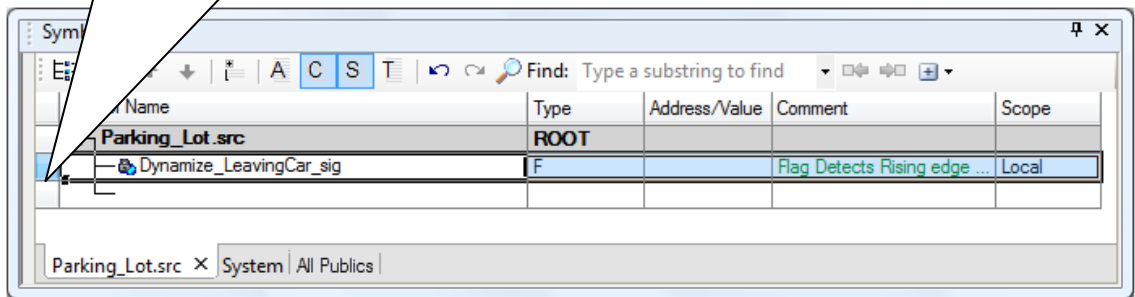 Sym
A C S T Find: Type a substring to find
Name Type Address/Value Comment Scope
Parking_Lot.src ROOT
Dynamize_LeavingCar_sig F Flag Detects Rising edge ... Local
Parking_Lot.src System All Publics